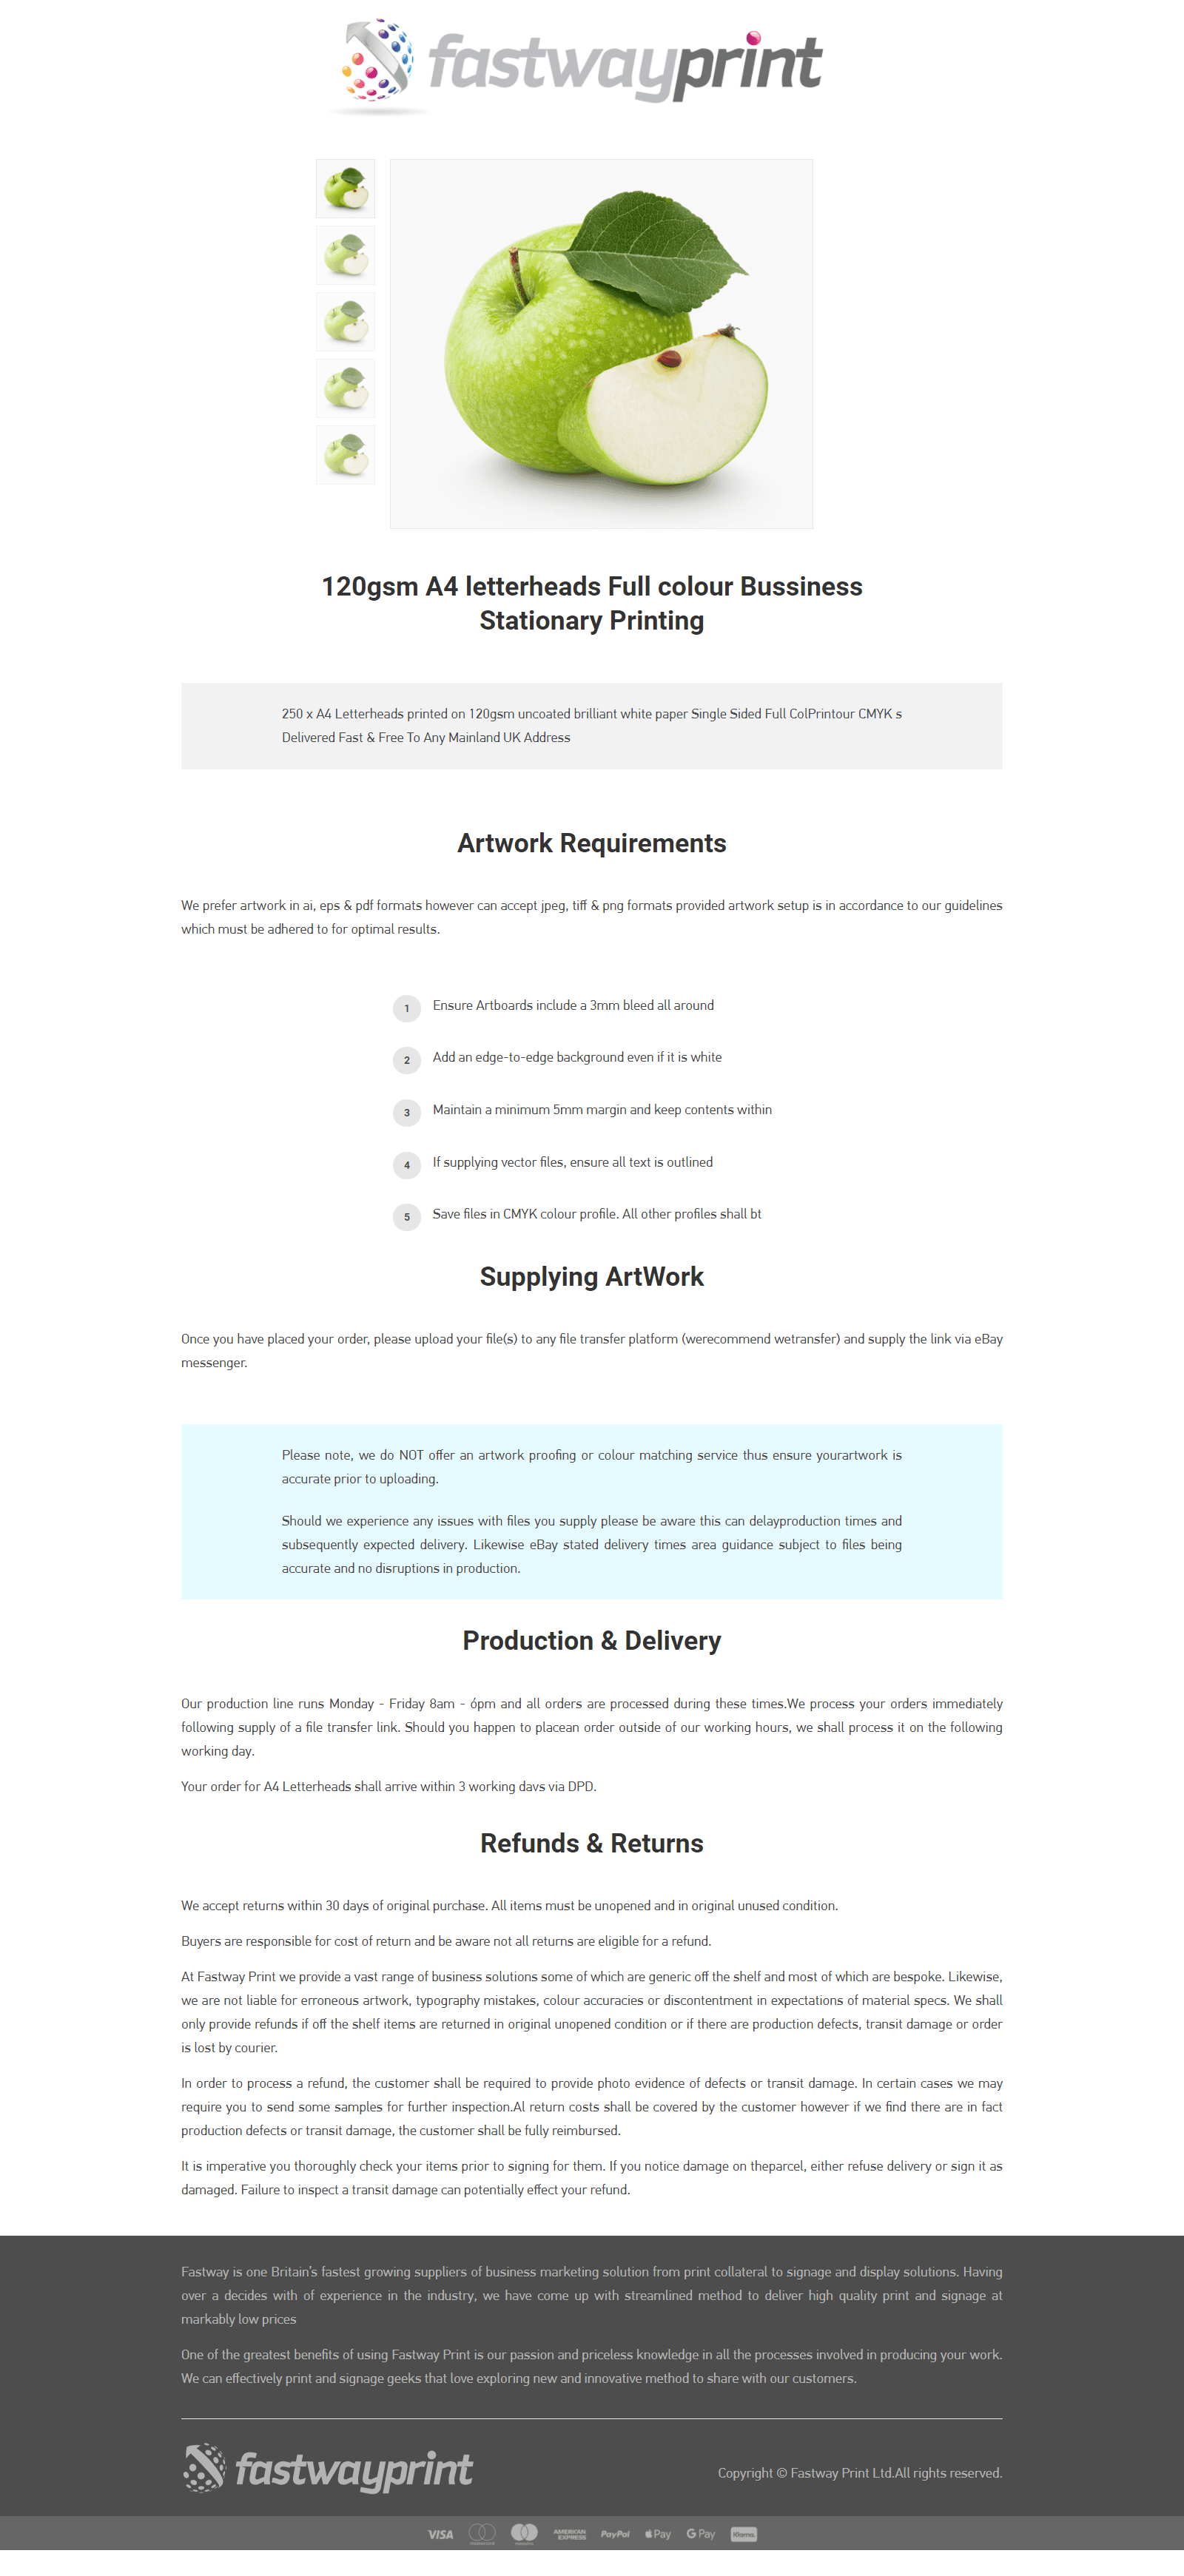 fastwayprint
120gsm A4 letterheads Full colour Bussiness
Stationary Printing
250 x A4 Letterheads printed on 120gsm uncoated brilliant white paper Single Sided Full ColPrintour CMYK s
Delivered Fast & Free To Any Mainland UK Address
Artwork Requirements
We prefer artwork in ai, eps & pdf formats however can accept jpeg, tiff & png formats provided artwork setup is in accordance to our guidelines
which must be adhered to for optimal results.
1 Ensure Artboards include a 3mm bleed all around
2 Add an edge-to-edge background even if it is white
3 Maintain a minimum 5mm margin and keep contents within
4 If supplying vector files, ensure all text is outlined
5 Save files in CMYK colour profile. All other profiles shall bt
Supplying ArtWork
Once you have placed your order, please upload your file(s) to any file transfer platform (werecommend wetransfer) and supply the link via eBay
messenger.
Please note, we do NOT offer an artwork proofing or colour matching service thus ensure yourartwork is
accurate prior to uploading.
Should we experience any issues with files you supply please be aware this can delayproduction times and
subsequently expected delivery. Likewise eBay stated delivery times area guidance subject to files being
accurate and no disruptions in production.
Production & Delivery
Our production line runs Monday - Friday 8am - ópm and all orders are processed during these times.We process your orders immediately
following supply of a file transfer link. Should you happen to placean order outside of our working hours, we shall process it on the following
working day.
Your order for A4 Letterheads shall arrive within 3 working davs via DPD.
Refunds & Returns
We accept returns within 30 days of original purchase. All items must be unopened and in original unused condition.
Buyers are responsible for cost of return and be aware not all returns are eligible for a refund.
At Fastway Print we provide a vast range of business solutions some of which are generic off the shelf and most of which are bespoke. Likewise,
we are not liable for erroneous artwork, typography mistakes, colour accuracies or discontentment in expectations of material specs. We shall
only provide refunds if off the shelf items are returned in original unopened condition or if there are production defects, transit damage or order
is lost by courier.
In order to process a refund, the customer shall be required to provide photo evidence of defects or transit damage. In certain cases we may
require you to send some samples for further inspection.Al return costs shall be covered by the customer however if we find there are in fact
production defects or transit damage, the customer shall be fully reimbursed.
It is imperative you thoroughly check your items prior to signing for them. If you notice damage on theparcel, either refuse delivery or sign it as
damaged. Failure to inspect a transit damage can potentially effect your refund.
Fastway is one Britain's fastest growing suppliers of business marketing solution from print collateral to signage and display solutions. Having
over a decides with of experience in the industry, we have come up with streamlined method to deliver high quality print and signage at
markably low prices
One of the greatest benefits of using Fastway Print is our passion and priceless knowledge in all the processes involved in producing your work.
We can effectively print and signage geeks that love exploring new and innovative method to share with our customers.
fastwayprint
Copyright © Fastway Print Ltd.All rights reserved.
VISA AMERICAN EXPRESS PayPal Pay G Pay Klarna.